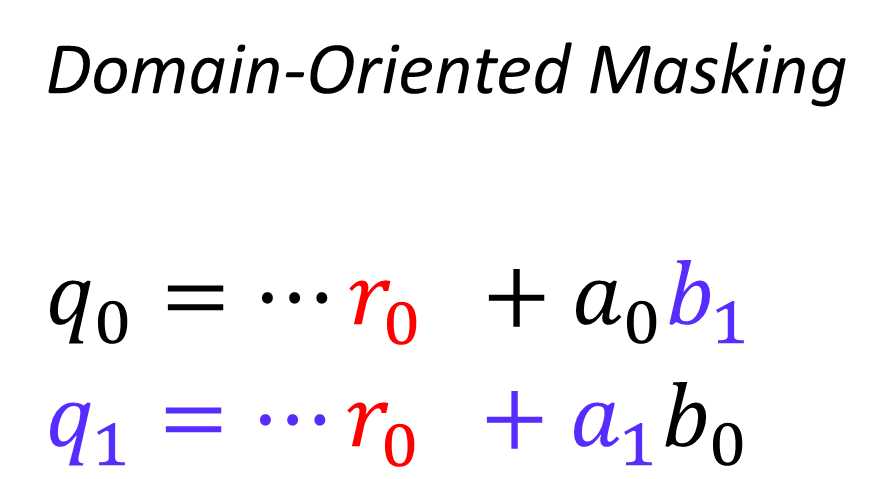 Domain-Oriented Masking
q₀ = ⋯ r₀ + a₀b₁
q₁ = ⋯ r₀ + a₁b₀